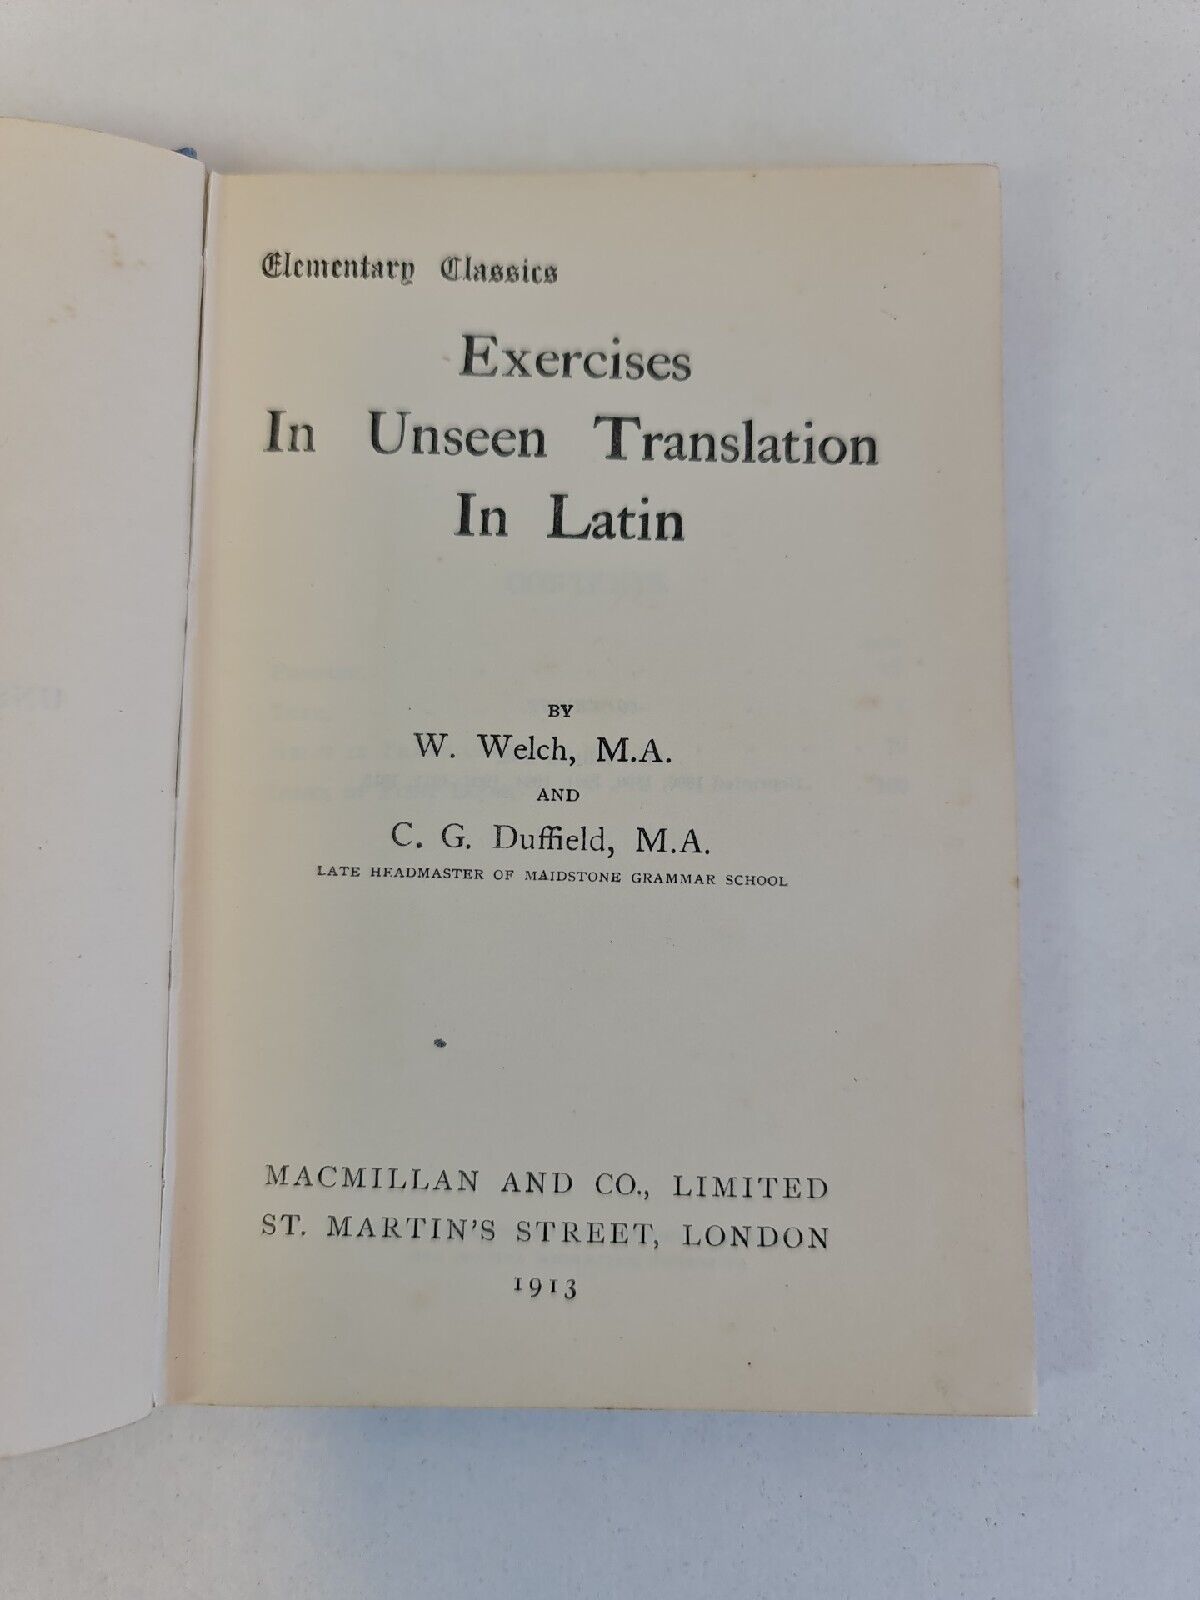 Elementary Classics
Exercises
In Unseen Translation
In Latin
BY
W. Welch, M.A.
AND
C. G. Duffield, M.A.
LATE HEADMASTER OF MAIDSTONE GRAMMAR SCHOOL
MACMILLAN AND CO., LIMITED
ST. MARTIN'S STREET, LONDON
1913